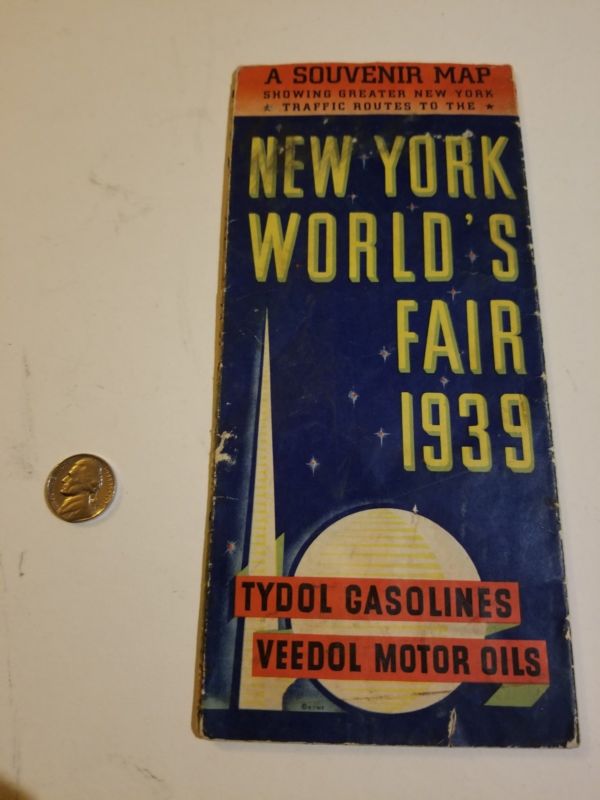 A SOUVENIR MAP
SHOWING GREATER NEW YORK
★ TRAFFIC ROUTES TO THE ★
NEW YORK
WORLD'S
FAIR
1939
TYDOL GASOLINES
VEEDOL MOTOR OILS